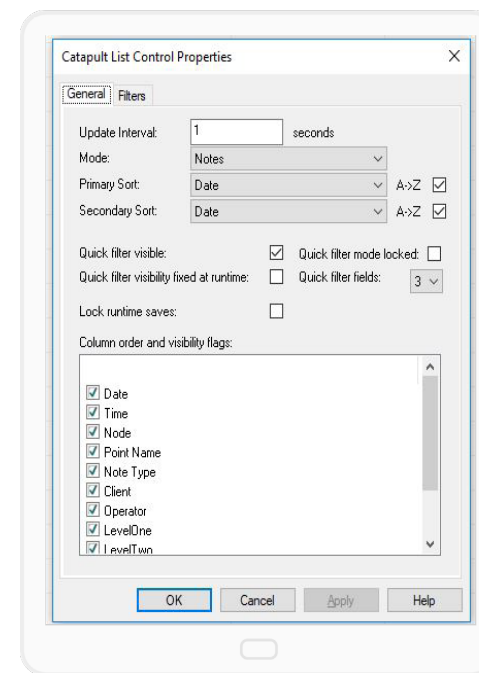 Catapult List Control Properties
General Filters
Update Interval: 1 seconds
Mode: Notes
Primary Sort: Date A->Z
Secondary Sort: Date A->Z
Quick filter visible: Quick filter mode locked:
Quick filter visibility fixed at runtime: Quick filter fields: 3
Lock runtime saves:
Column order and visibility flags:
Date
Time
Node
Point Name
Note Type
Client
Operator
LevelOne
LevelTwo
OK Cancel Apply Help